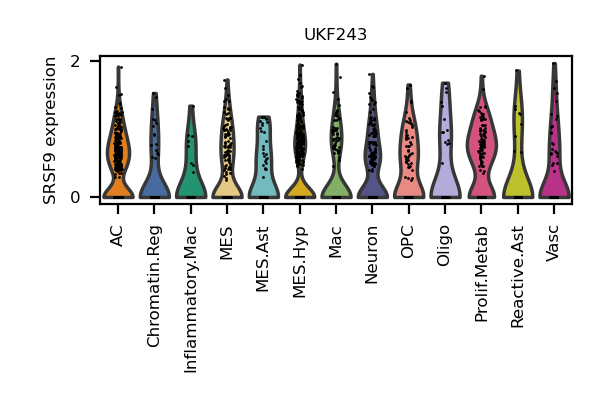 UKF243
SRSF9 expression
2
0
AC
Chromatin.Reg
Inflammatory.Mac
MES
MES.Ast
MES.Hyp
Mac
Neuron
OPC
Oligo
Prolif.Metab
Reactive.Ast
Vasc